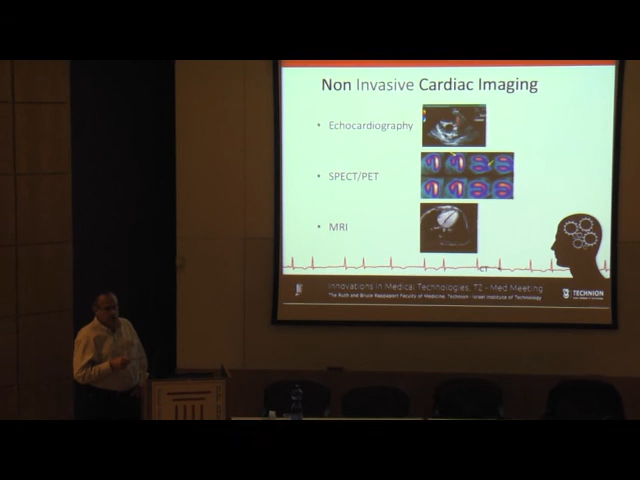 Non Invasive Cardiac Imaging
• Echocardiography
• SPECT/PET
• MRI
CT
Innovations in Medical Technologies, T2 - Med Meeting
The Ruth and Bruce Rappaport Faculty of Medicine, Technion - Israel Institute of Technology
TECHNION